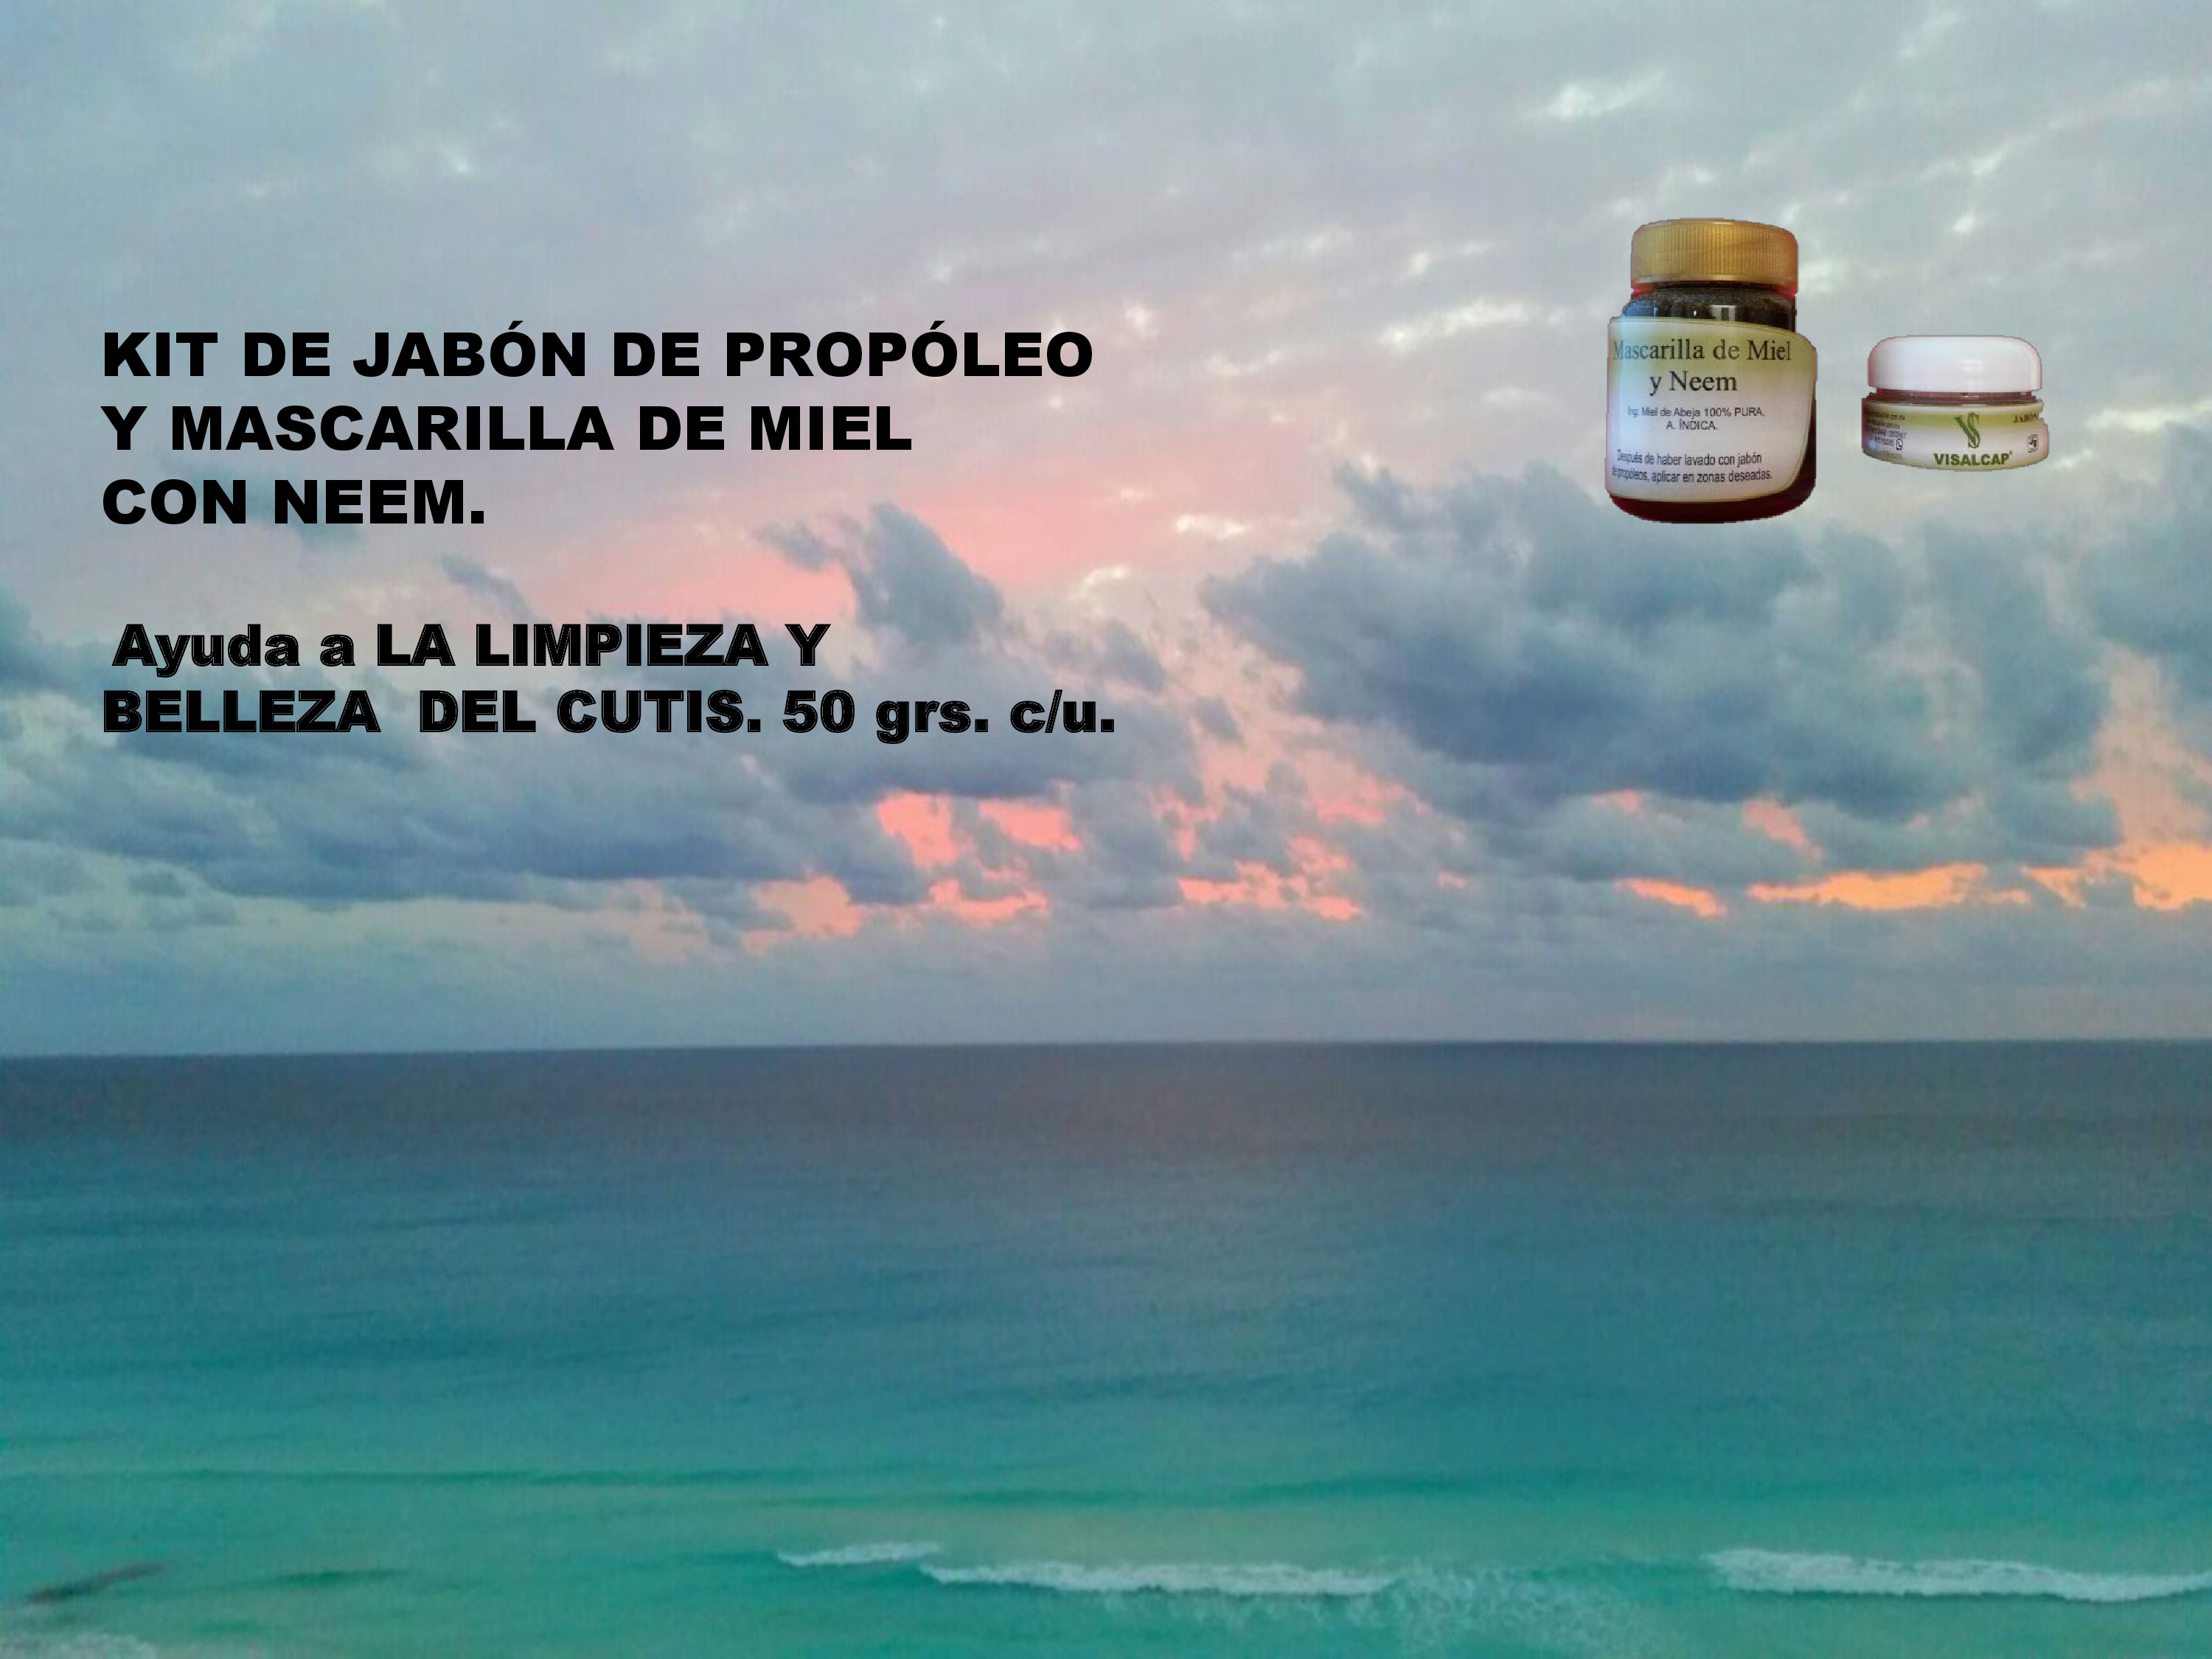 KIT DE JABÓN DE PROPÓLEO
Y MASCARILLA DE MIEL
CON NEEM.
Ayuda a LA LIMPIEZA Y
BELLEZA DEL CUTIS. 50 grs. c/u.
Mascarilla de Miel
y Neem
Ing: Miel de Abeja 100% PURA,
A. ÍNDICA.
Después de haber lavado con jabón
de propóleos, aplicar en zonas deseadas.
JABÓN
VS
VISALCAP